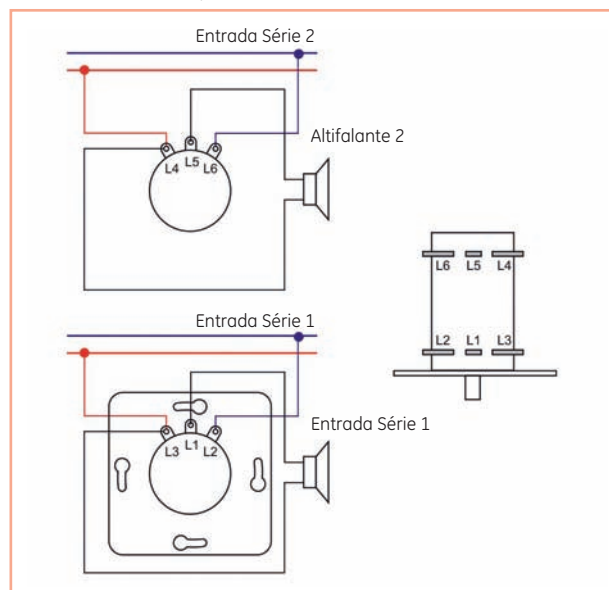 Entrada Série 2
L5
L4
L6
Altifalante 2
L6 L5 L4
L2 L1 L3
Entrada Série 1
L1
L3
L2
Entrada Série 1